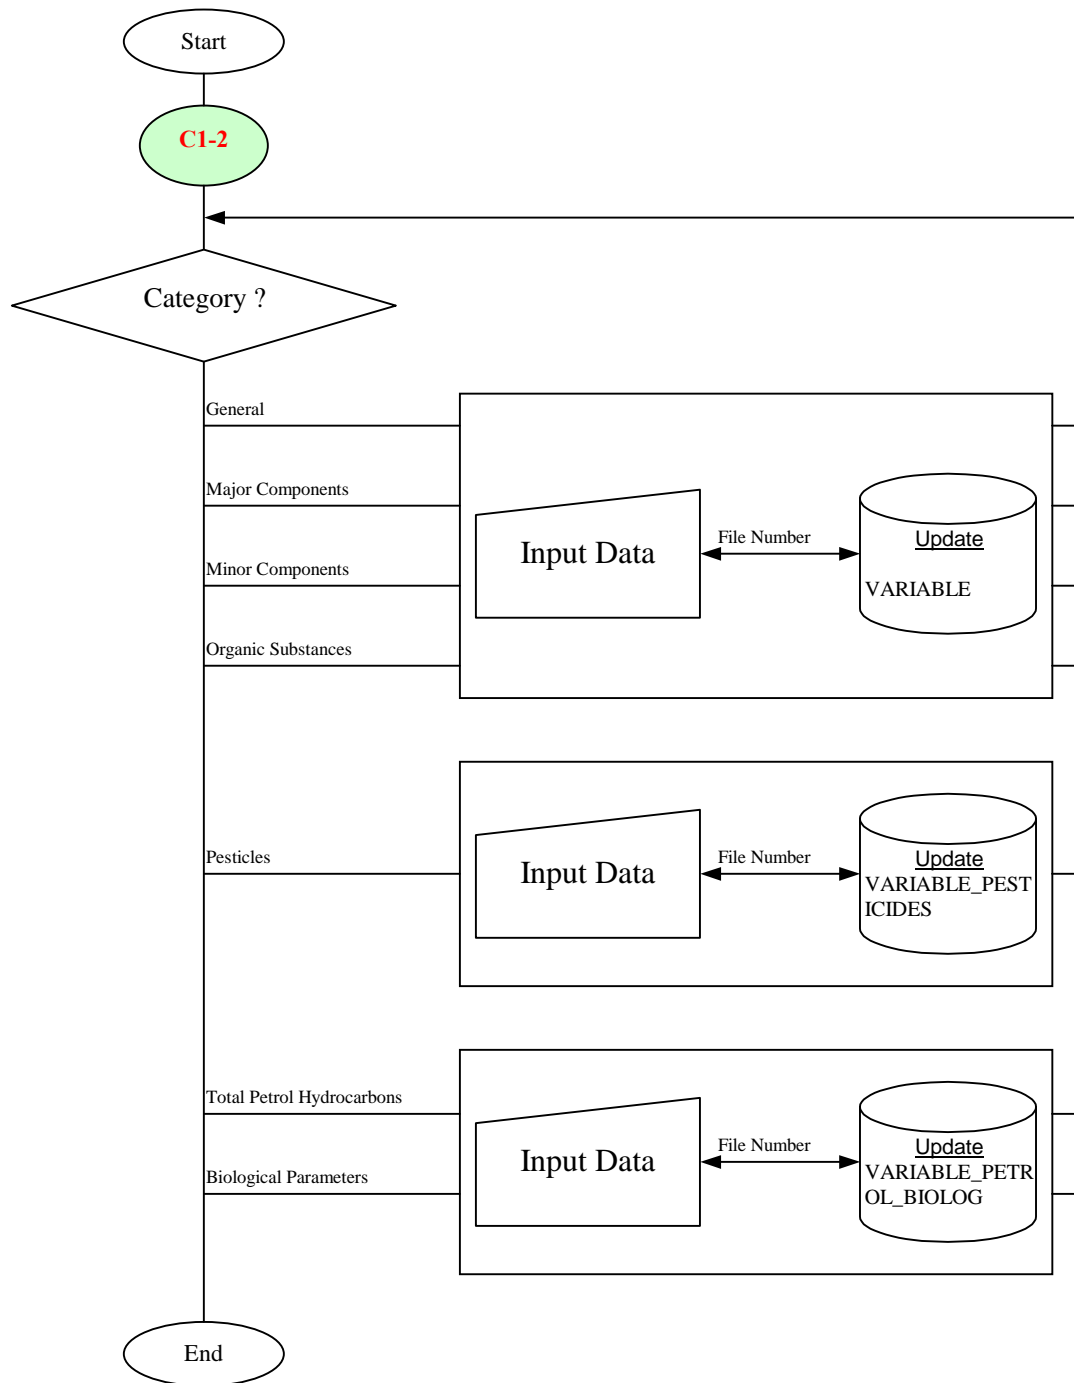 Start
C1-2
Category ?
General
Major Components
Minor Components
Organic Substances
Input Data
File Number
Update
VARIABLE
Pesticles
Input Data
File Number
Update
VARIABLE_PEST
ICIDES
Total Petrol Hydrocarbons
Biological Parameters
Input Data
File Number
Update
VARIABLE_PETR
OL_BIOLOG
End